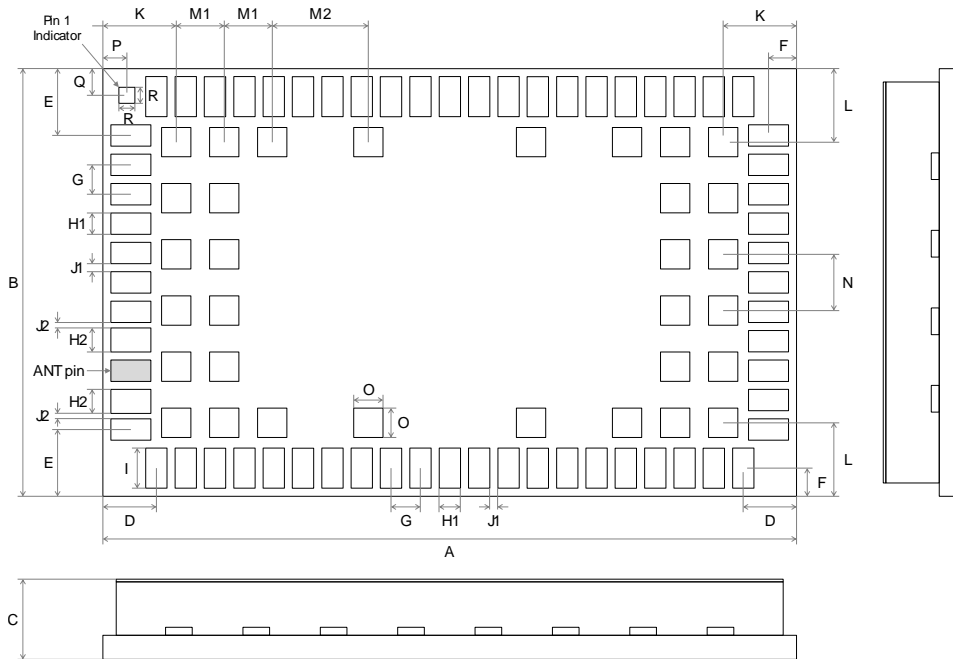 K M1 M1 M2 K
Pin 1
Indicator
P F
Q
E R L
R
G
H1
J1
B N
J2
H2
ANT pin
H2 O
J2 O
E I L
F
D G H1 J1 D
A
C